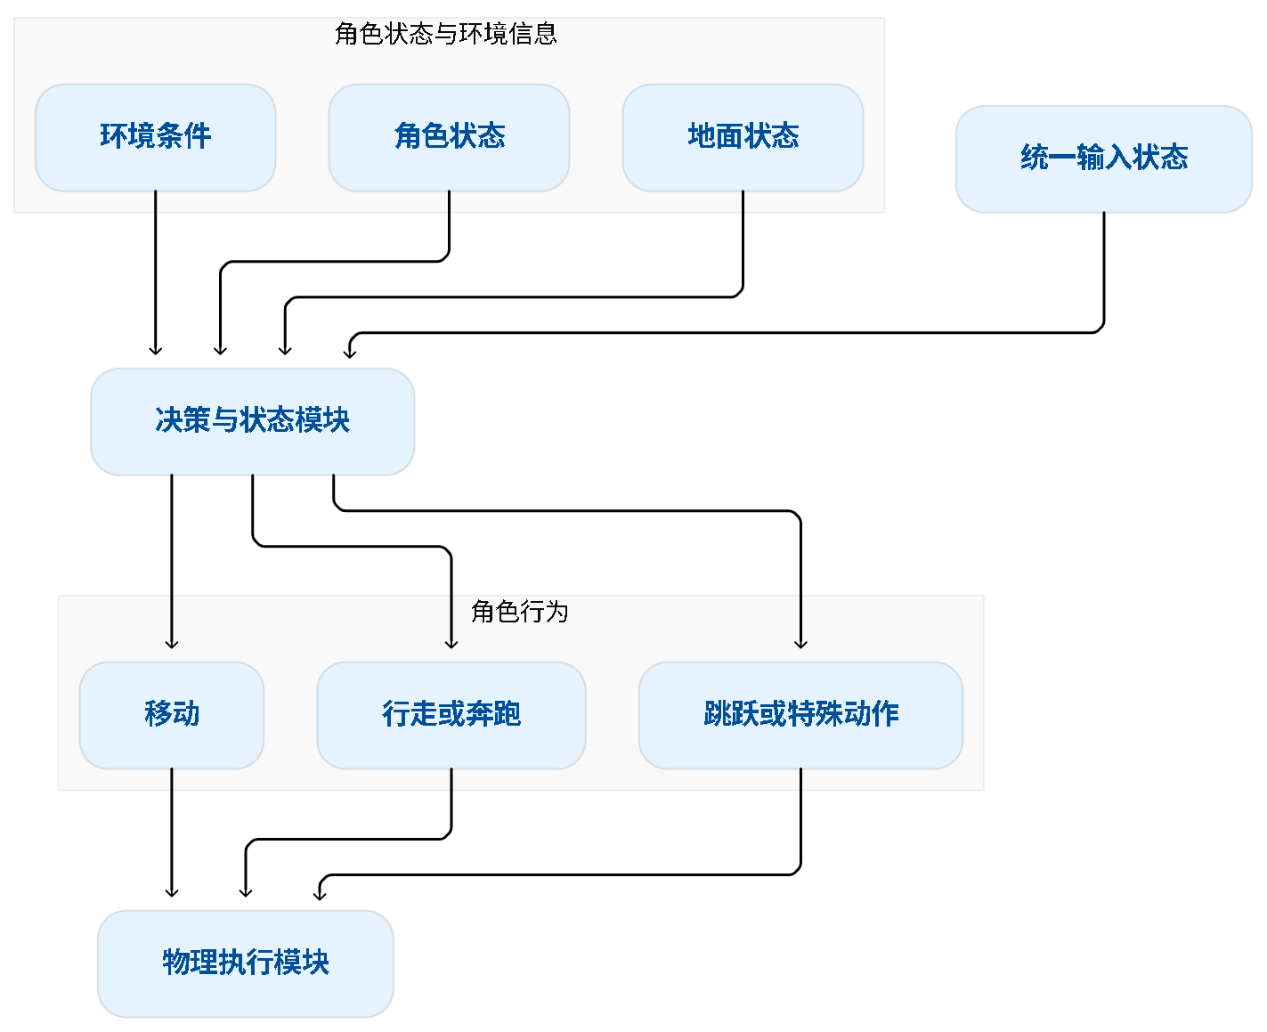 角色状态与环境信息
环境条件
角色状态
地面状态
统一输入状态
决策与状态模块
角色行为
移动
行走或奔跑
跳跃或特殊动作
物理执行模块